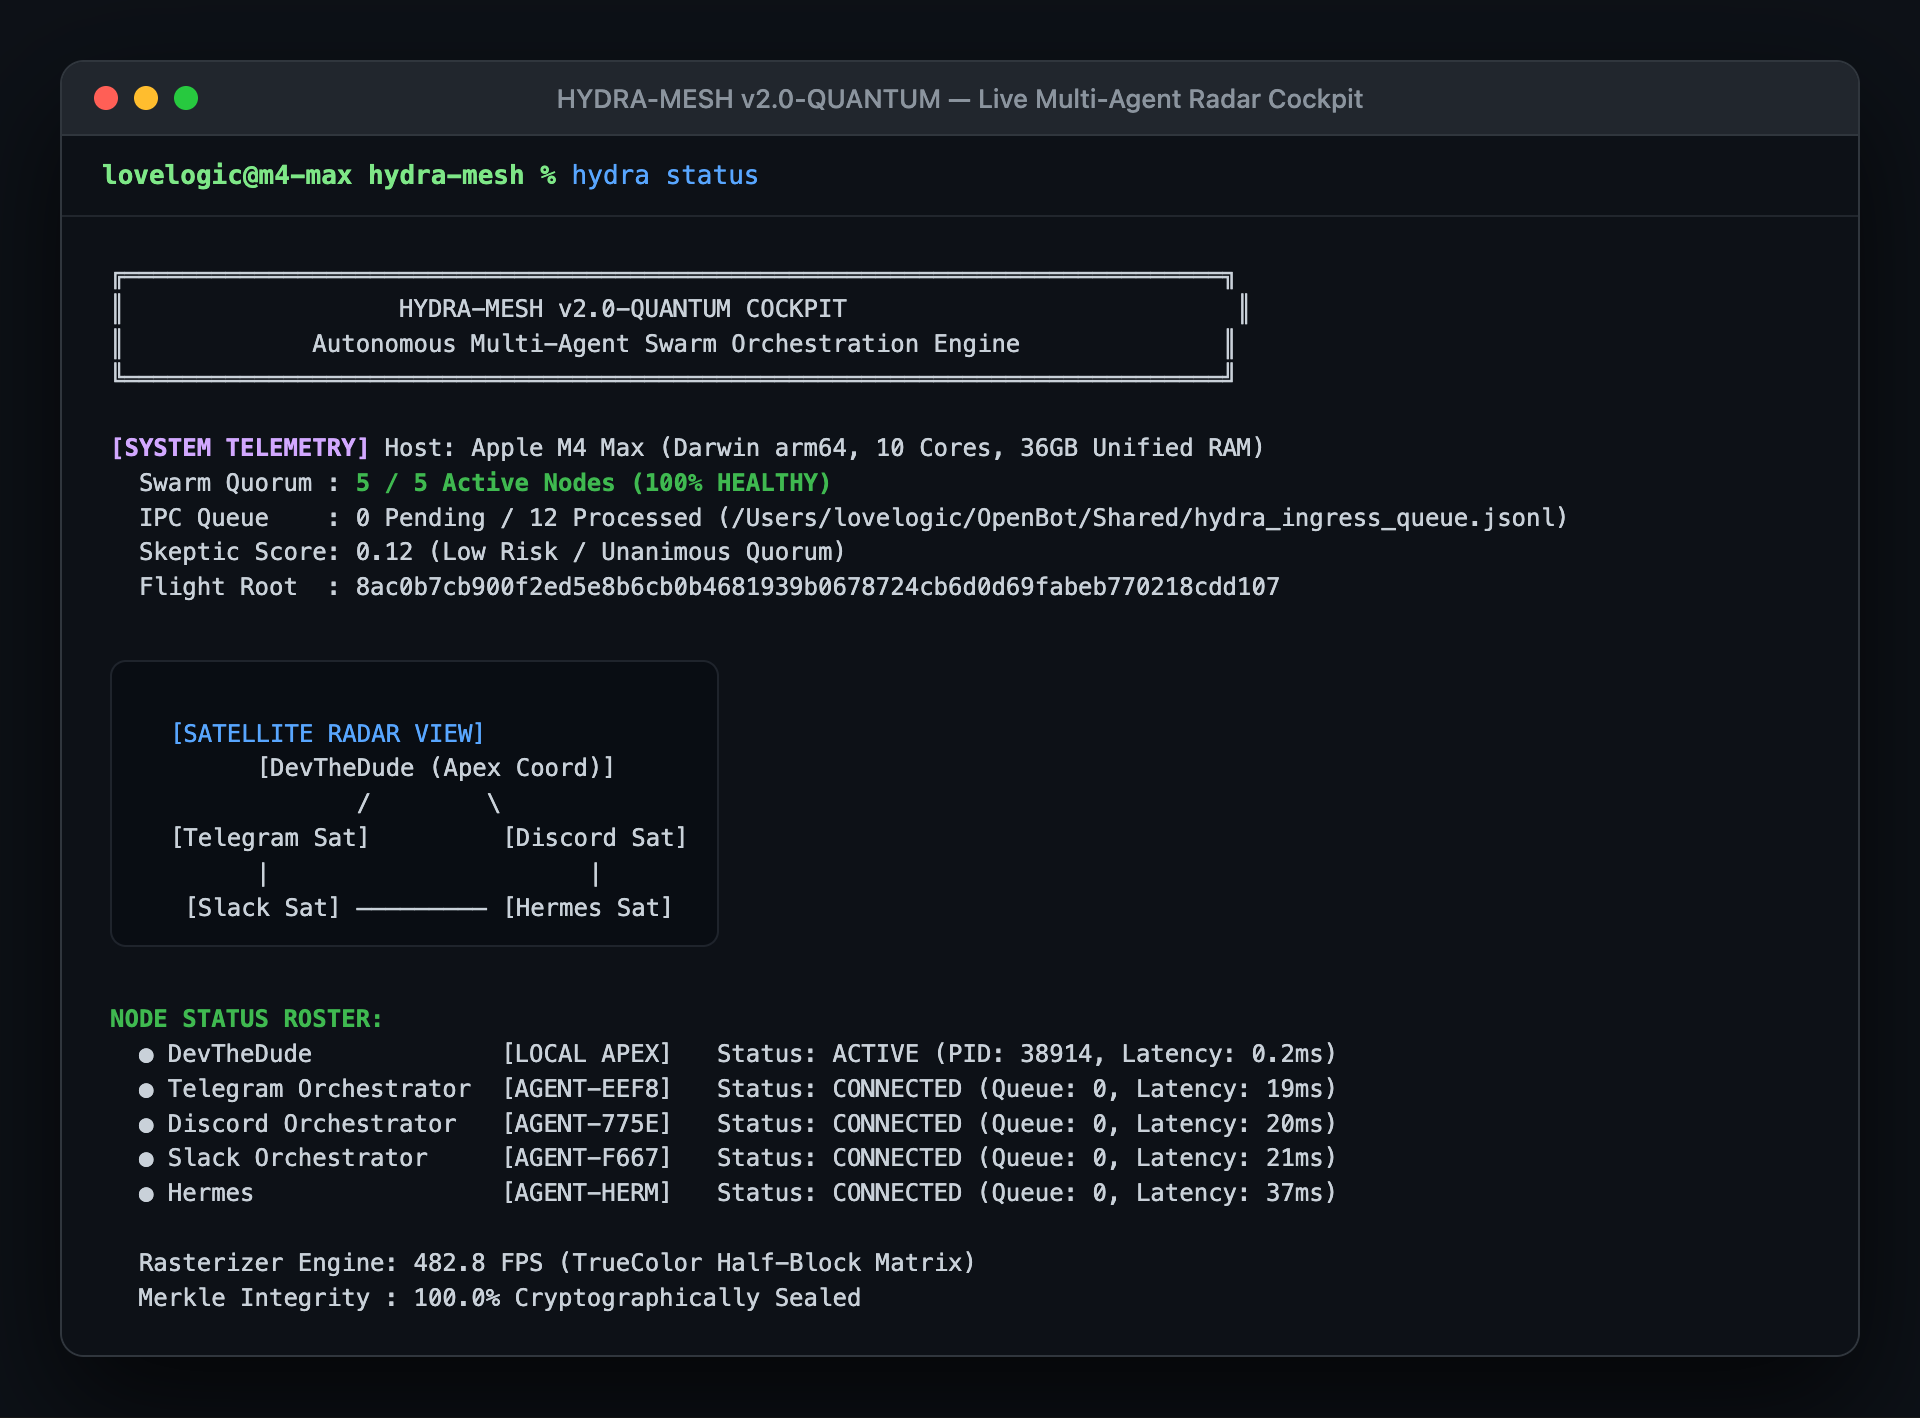 HYDRA-MESH v2.0-QUANTUM — Live Multi-Agent Radar Cockpit
lovelogic@m4-max hydra-mesh % hydra status
HYDRA-MESH v2.0-QUANTUM COCKPIT
Autonomous Multi-Agent Swarm Orchestration Engine
[SYSTEM TELEMETRY] Host: Apple M4 Max (Darwin arm64, 10 Cores, 36GB Unified RAM)
Swarm Quorum : 5 / 5 Active Nodes (100% HEALTHY)
IPC Queue    : 0 Pending / 12 Processed (/Users/lovelogic/OpenBot/Shared/hydra_ingress_queue.jsonl)
Skeptic Score: 0.12 (Low Risk / Unanimous Quorum)
Flight Root  : 8ac0b7cb900f2ed5e8b6cb0b4681939b0678724cb6d0d69fabeb770218cdd107
[SATELLITE RADAR VIEW]
[DevTheDude (Apex Coord)]
/        \
[Telegram Sat]         [Discord Sat]
|                      |
[Slack Sat] ───────── [Hermes Sat]
NODE STATUS ROSTER:
● DevTheDude             [LOCAL APEX]   Status: ACTIVE (PID: 38914, Latency: 0.2ms)
● Telegram Orchestrator  [AGENT-EEF8]   Status: CONNECTED (Queue: 0, Latency: 19ms)
● Discord Orchestrator   [AGENT-775E]   Status: CONNECTED (Queue: 0, Latency: 20ms)
● Slack Orchestrator     [AGENT-F667]   Status: CONNECTED (Queue: 0, Latency: 21ms)
● Hermes                 [AGENT-HERM]   Status: CONNECTED (Queue: 0, Latency: 37ms)
Rasterizer Engine: 482.8 FPS (TrueColor Half-Block Matrix)
Merkle Integrity : 100.0% Cryptographically Sealed